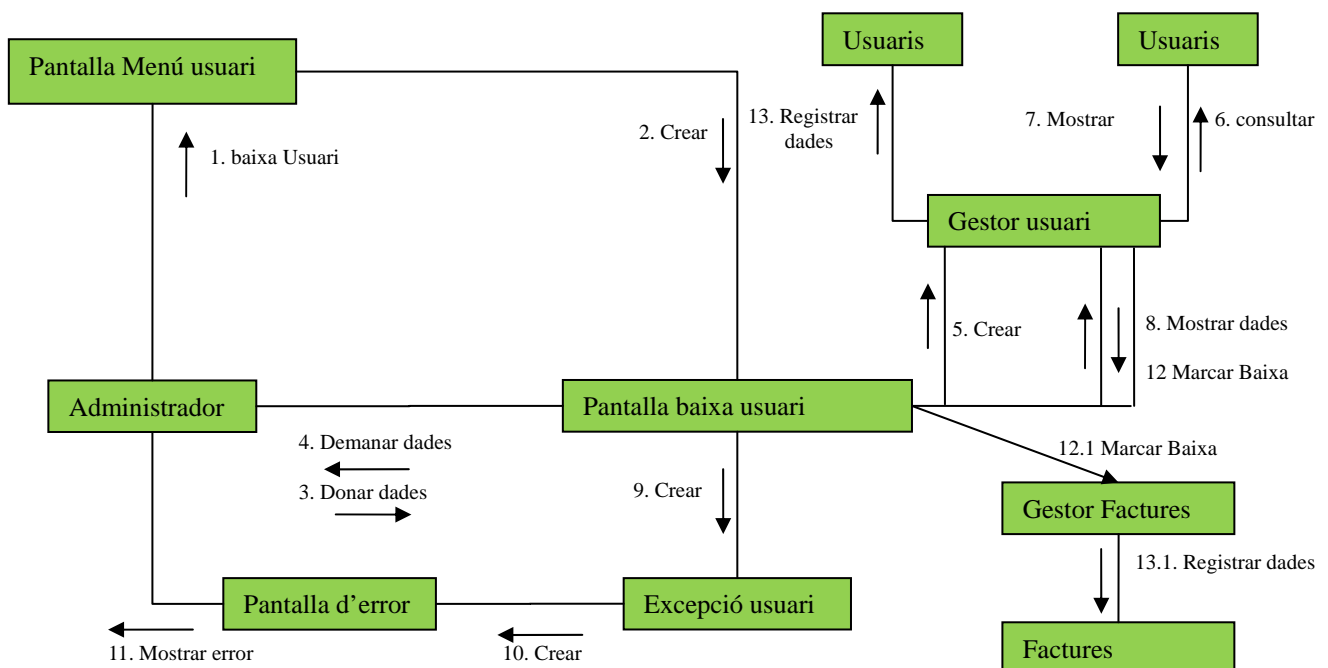 Usuaris
Usuaris
Pantalla Menú usuari
13. Registrar
dades
2. Crear
7. Mostrar
6. consultar
1. baixa Usuari
Gestor usuari
5. Crear
8. Mostrar dades
12 Marcar Baixa
Administrador
Pantalla baixa usuari
4. Demanar dades
3. Donar dades
9. Crear
12.1 Marcar Baixa
Gestor Factures
13.1. Registrar dades
Pantalla d’error
Excepció usuari
11. Mostrar error
10. Crear
Factures